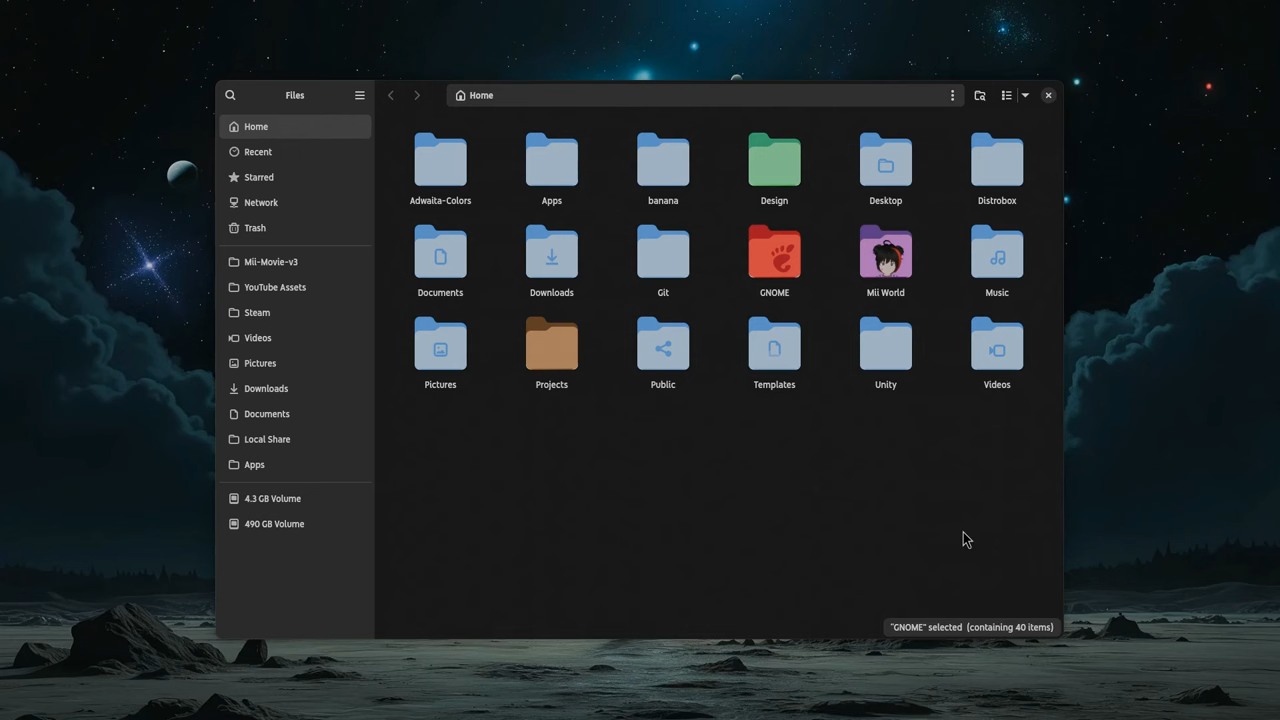 Files
Home
Home
Recent
Starred
Network
Trash
Mii-Movie-v3
YouTube Assets
Steam
Videos
Pictures
Downloads
Documents
Local Share
Apps
4.3 GB Volume
490 GB Volume
Adwaita-Colors Apps banana Design Desktop Distrobox
Documents Downloads Git GNOME Mii World Music
Pictures Projects Public Templates Unity Videos
"GNOME" selected (containing 40 items)